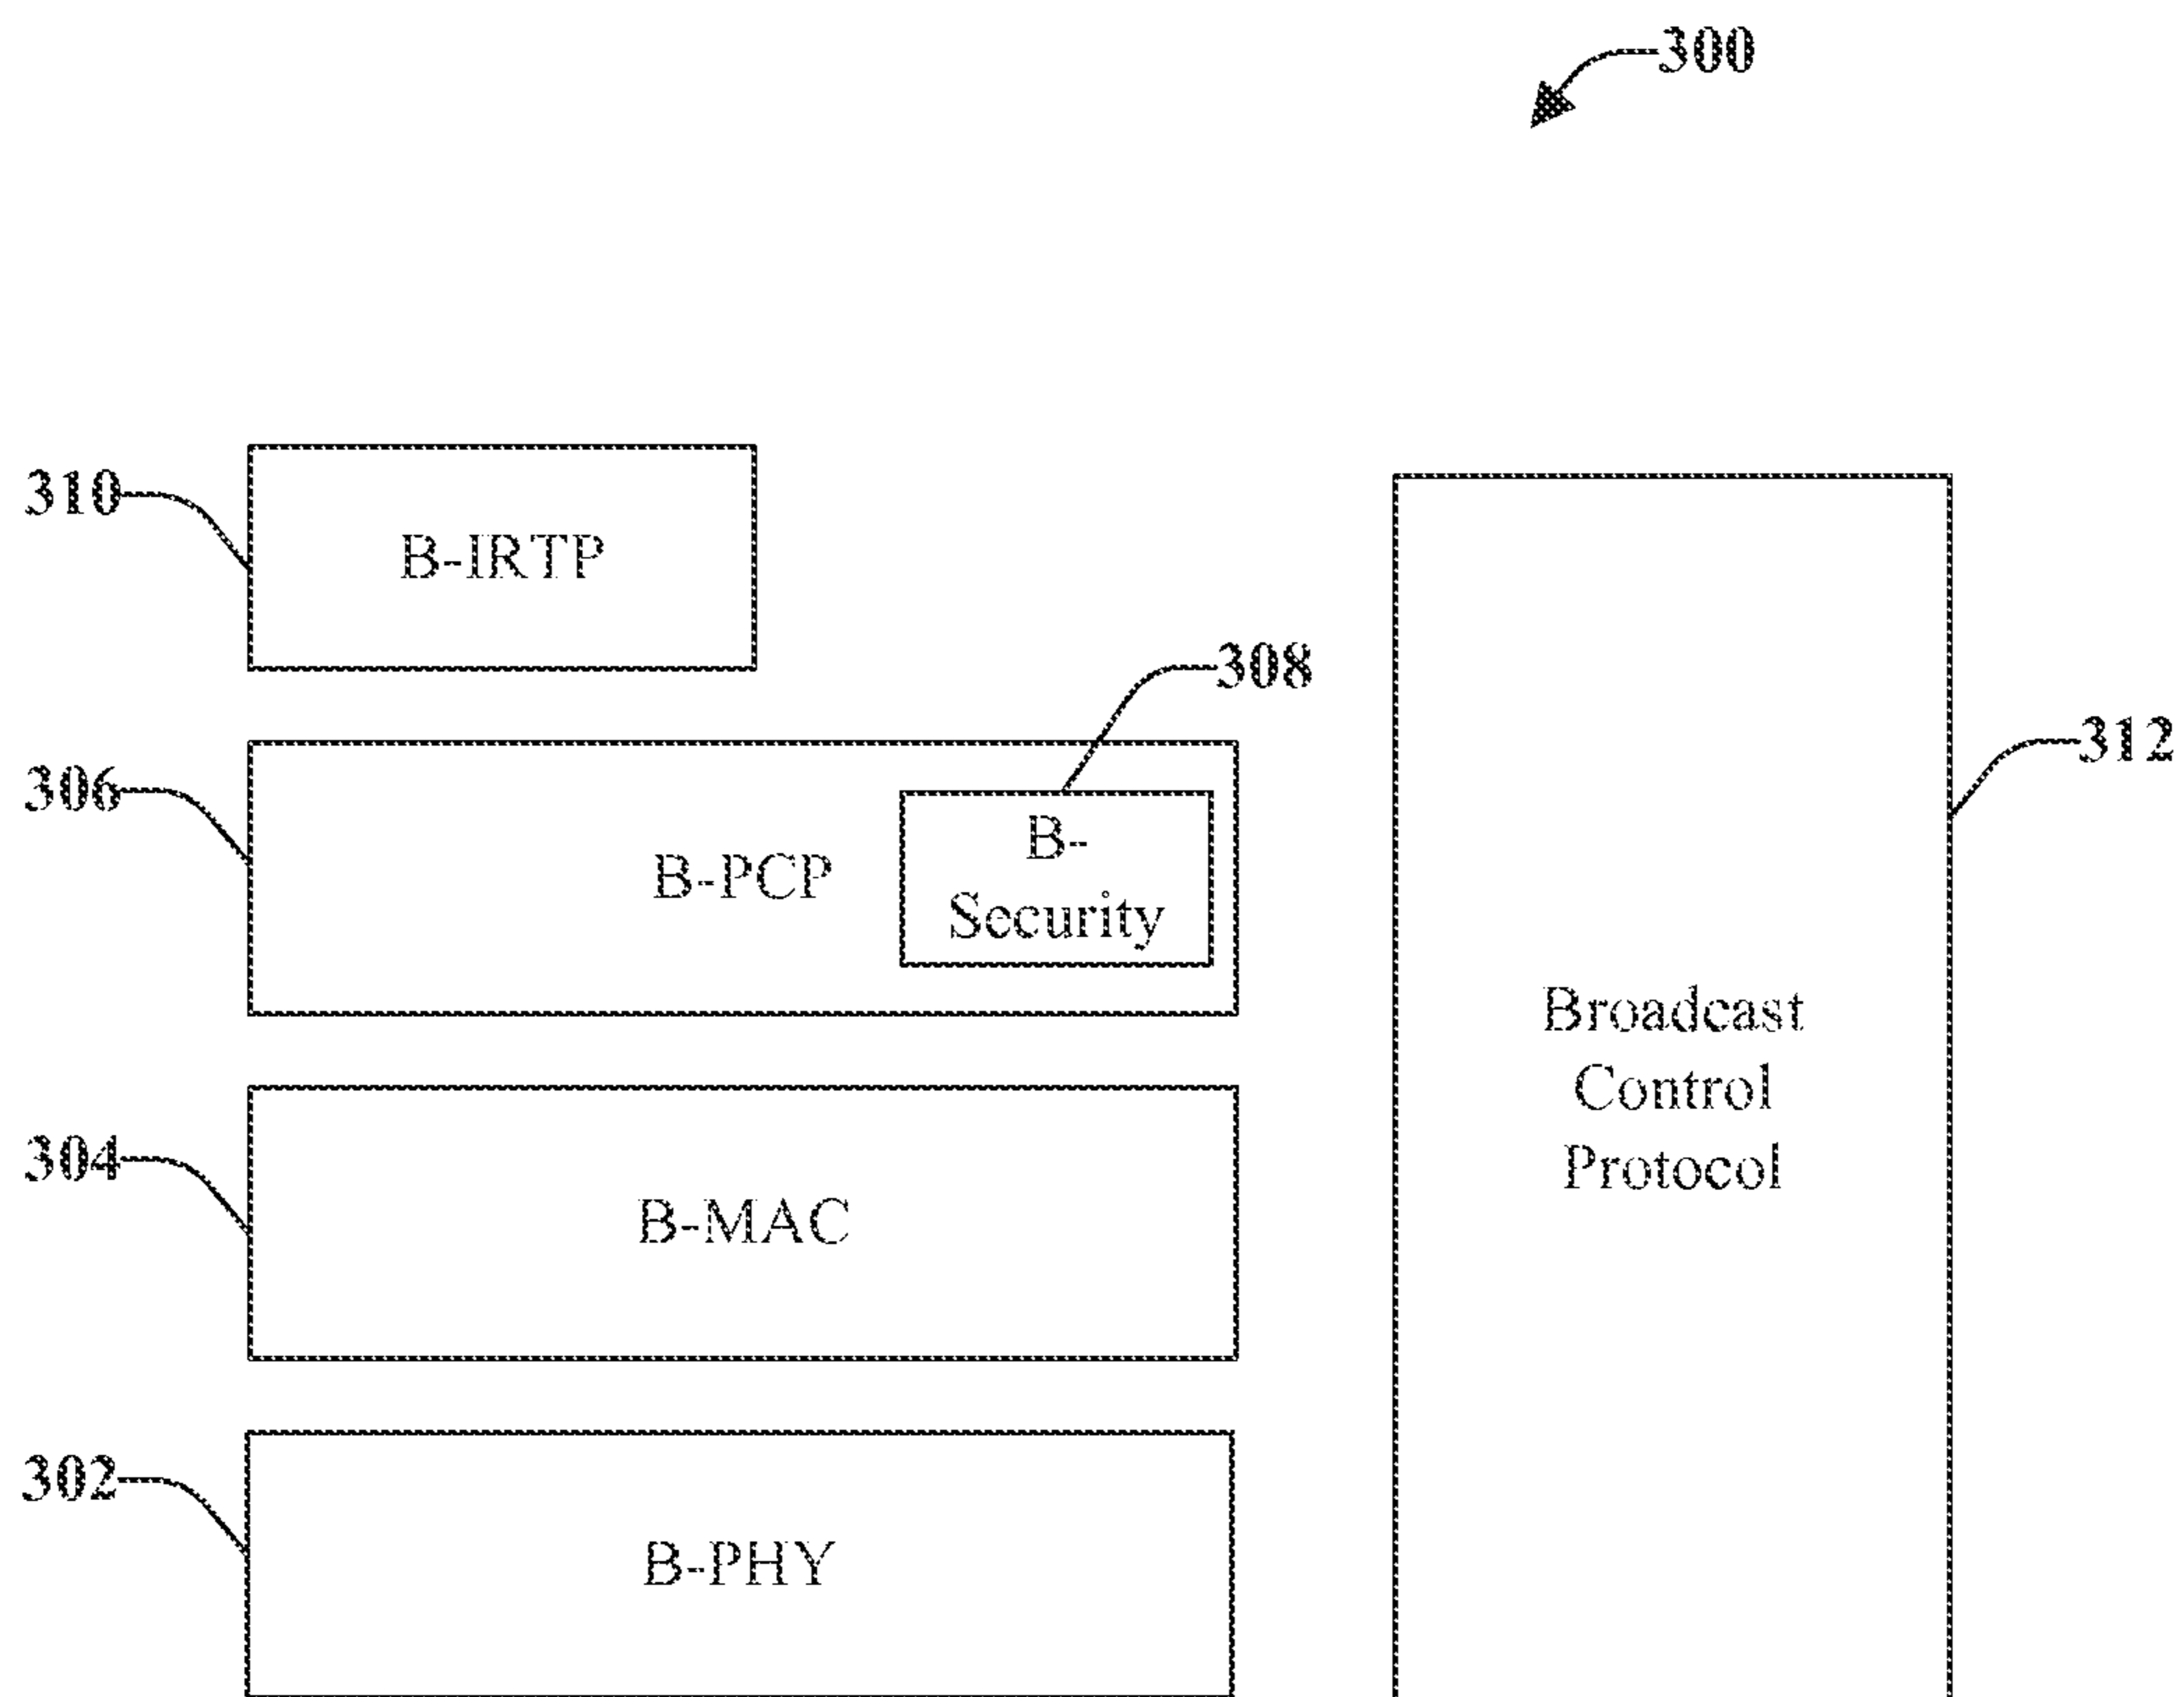 300
310
B-IRTP
308
306
B-PCP
B-
Security
312
304
B-MAC
Broadcast
Control
Protocol
302
B-PHY